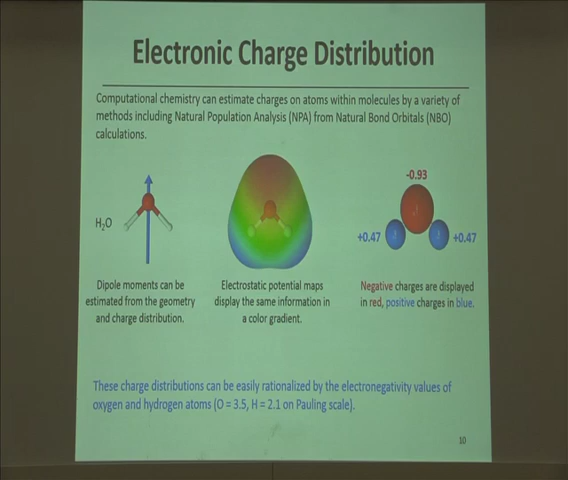 Electronic Charge Distribution
Computational chemistry can estimate charges on atoms within molecules by a variety of
methods including Natural Population Analysis (NPA) from Natural Bond Orbitals (NBO)
calculations.
H₂O
-0.93
+0.47
+0.47
Dipole moments can be
estimated from the geometry
and charge distribution.
Electrostatic potential maps
display the same information in
a color gradient.
Negative charges are displayed
in red, positive charges in blue.
These charge distributions can be easily rationalized by the electronegativity values of
oxygen and hydrogen atoms (O = 3.5, H = 2.1 on Pauling scale).
10